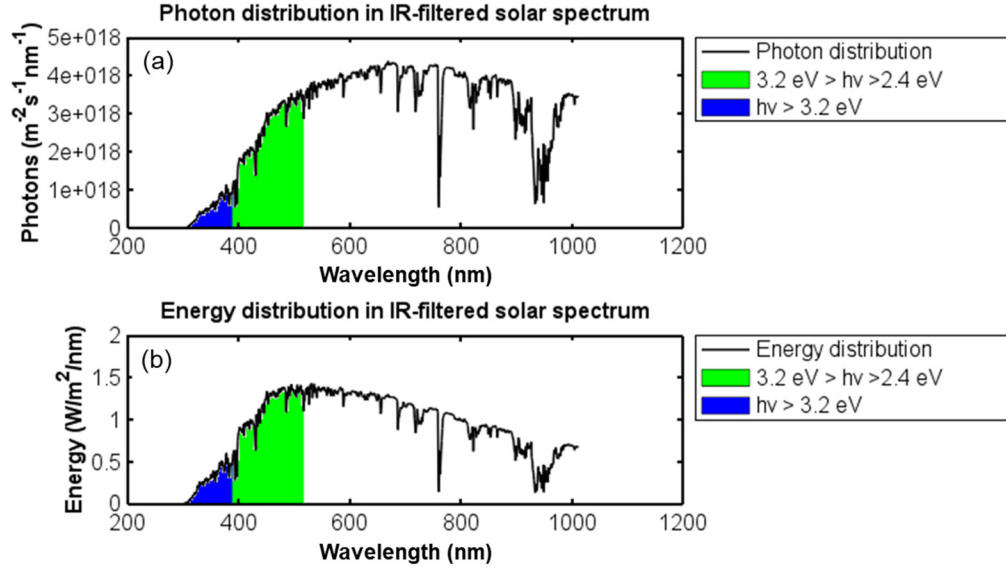 Photon distribution in IR-filtered solar spectrum
5e+018
4e+018
3e+018
2e+018
1e+018
0
(a)
Photons (m⁻²s⁻¹nm⁻¹)
200 400 600 800 1000 1200
Wavelength (nm)
Photon distribution
3.2 eV > hv >2.4 eV
hv > 3.2 eV
Energy distribution in IR-filtered solar spectrum
2
1.5
1
0.5
0
(b)
Energy (W/m²/nm)
200 400 600 800 1000 1200
Wavelength (nm)
Energy distribution
3.2 eV > hv >2.4 eV
hv > 3.2 eV